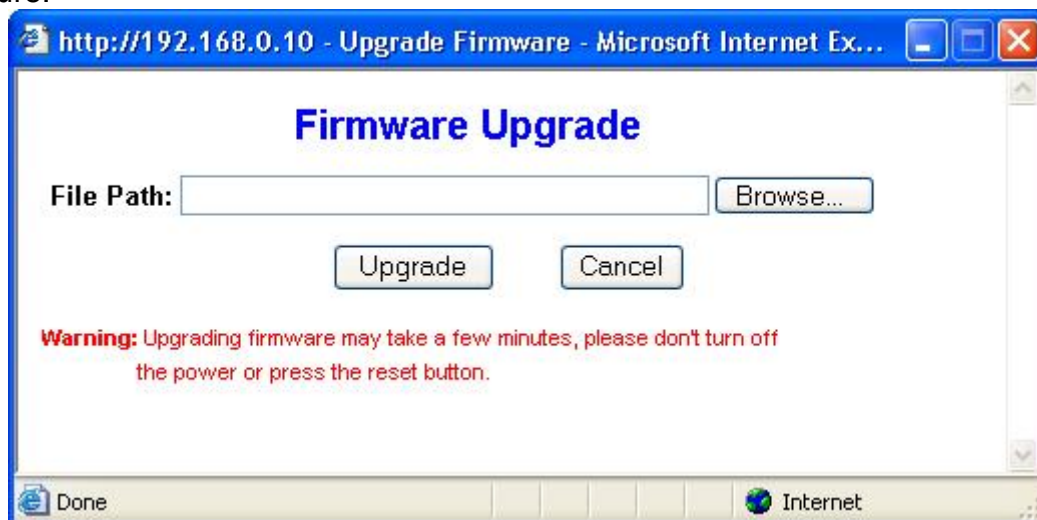 http://192.168.0.10 - Upgrade Firmware - Microsoft Internet Ex...
Firmware Upgrade
File Path: Browse...
Upgrade Cancel
Warning: Upgrading firmware may take a few minutes, please don't turn off
the power or press the reset button.
Done Internet